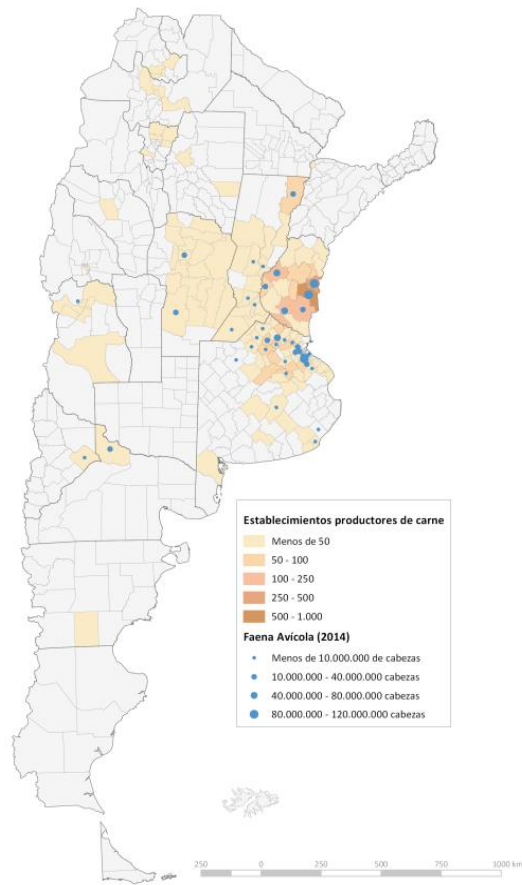 Establecimientos productores de carne
Menos de 50
50 - 100
100 - 250
250 - 500
500 - 1.000
Faena Avícola (2014)
Menos de 10.000.000 de cabezas
10.000.000 - 40.000.000 cabezas
40.000.000 - 80.000.000 cabezas
80.000.000 - 120.000.000 cabezas
250 0 250 500 750 1000 km